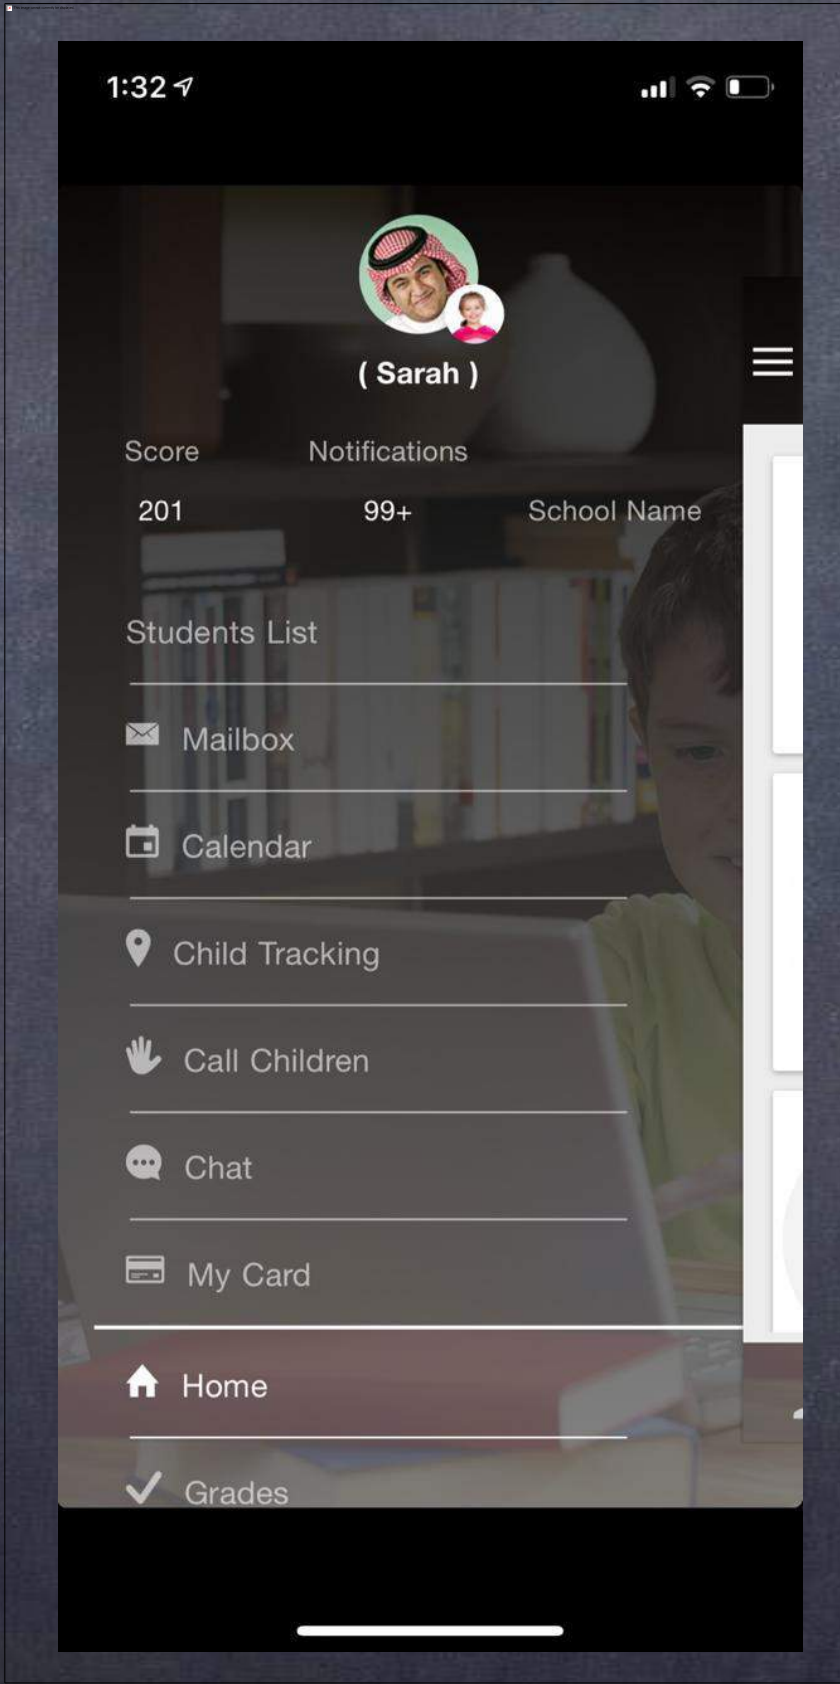 1:32
( Sarah )
Score Notifications
201 99+ School Name
Students List
Mailbox
Calendar
Child Tracking
Call Children
Chat
My Card
Home
Grades